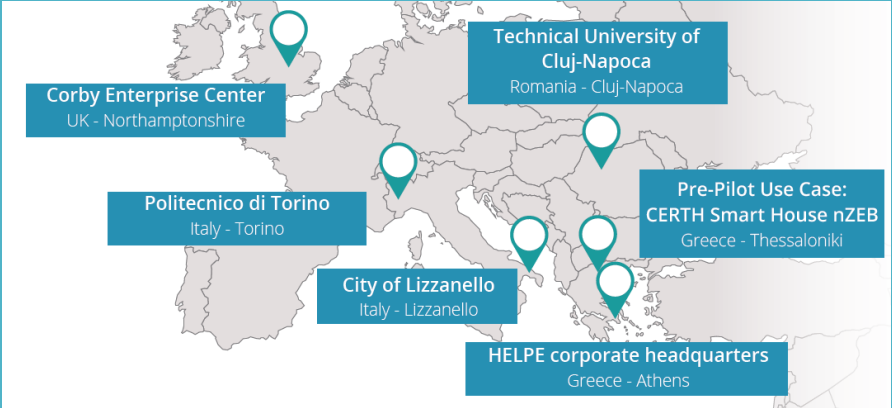 Technical University of
Cluj-Napoca
Romania - Cluj-Napoca
Corby Enterprise Center
UK - Northamptonshire
Pre-Pilot Use Case:
CERTH Smart House nZEB
Greece - Thessaloniki
Politecnico di Torino
Italy - Torino
City of Lizzanello
Italy - Lizzanello
HELPE corporate headquarters
Greece - Athens